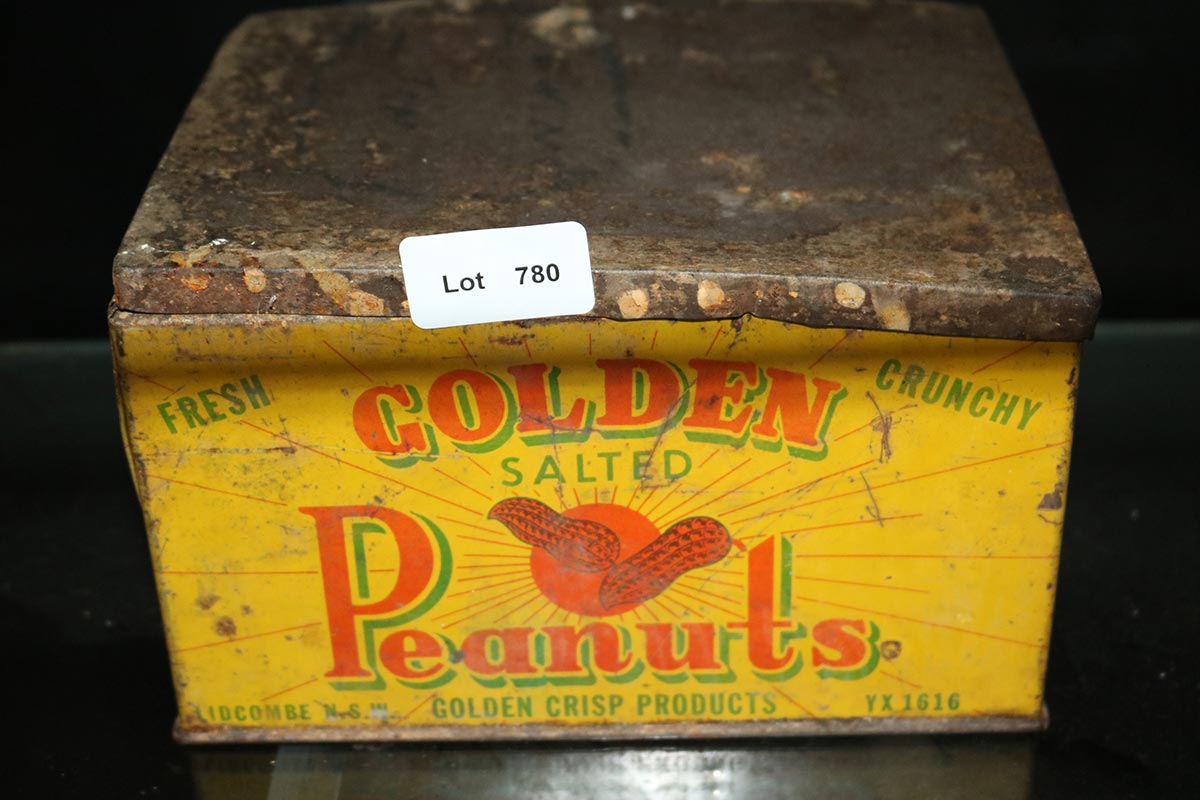 Lot 780
FRESH
GOLDEN
CRUNCHY
SALTED
Peanuts
LIDCOMBE N.S.W. GOLDEN CRISP PRODUCTS YX 1616